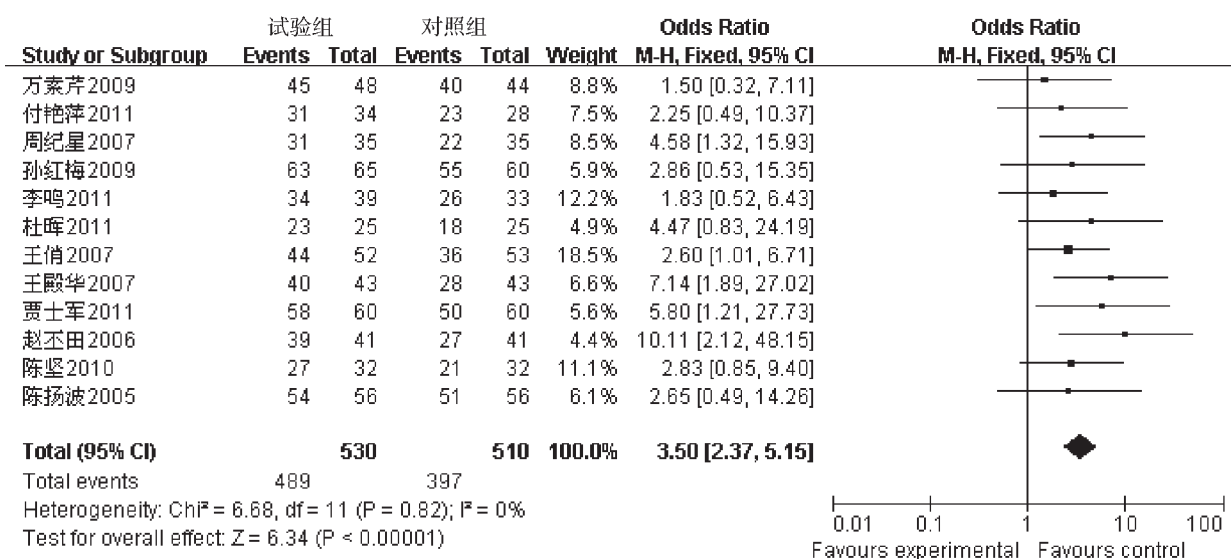 试验组 对照组 Odds Ratio Odds Ratio
Study or Subgroup Events Total Events Total Weight M-H, Fixed, 95% CI M-H, Fixed, 95% CI
万素芹2009 45 48 40 44 8.8% 1.50 [0.32, 7.11]
付艳萍2011 31 34 23 28 7.5% 2.25 [0.49, 10.37]
周纪星2007 31 35 22 35 8.5% 4.58 [1.32, 15.93]
孙红梅2009 63 65 55 60 5.9% 2.86 [0.53, 15.35]
李鸣2011 34 39 26 33 12.2% 1.83 [0.52, 6.43]
杜晖2011 23 25 18 25 4.9% 4.47 [0.83, 24.19]
王俏2007 44 52 36 53 18.5% 2.60 [1.01, 6.71]
王殿华2007 40 43 28 43 6.6% 7.14 [1.89, 27.02]
贾士军2011 58 60 50 60 5.6% 5.80 [1.21, 27.73]
赵丕田2006 39 41 27 41 4.4% 10.11 [2.12, 48.15]
陈坚2010 27 32 21 32 11.1% 2.83 [0.85, 9.40]
陈扬波2005 54 56 51 56 6.1% 2.65 [0.49, 14.26]
Total (95% CI) 530 510 100.0% 3.50 [2.37, 5.15]
Total events 489 397
Heterogeneity: Chi² = 6.68, df = 11 (P = 0.82); I² = 0%
Test for overall effect: Z = 6.34 (P < 0.00001)
0.01 0.1 1 10 100
Favours experimental Favours control